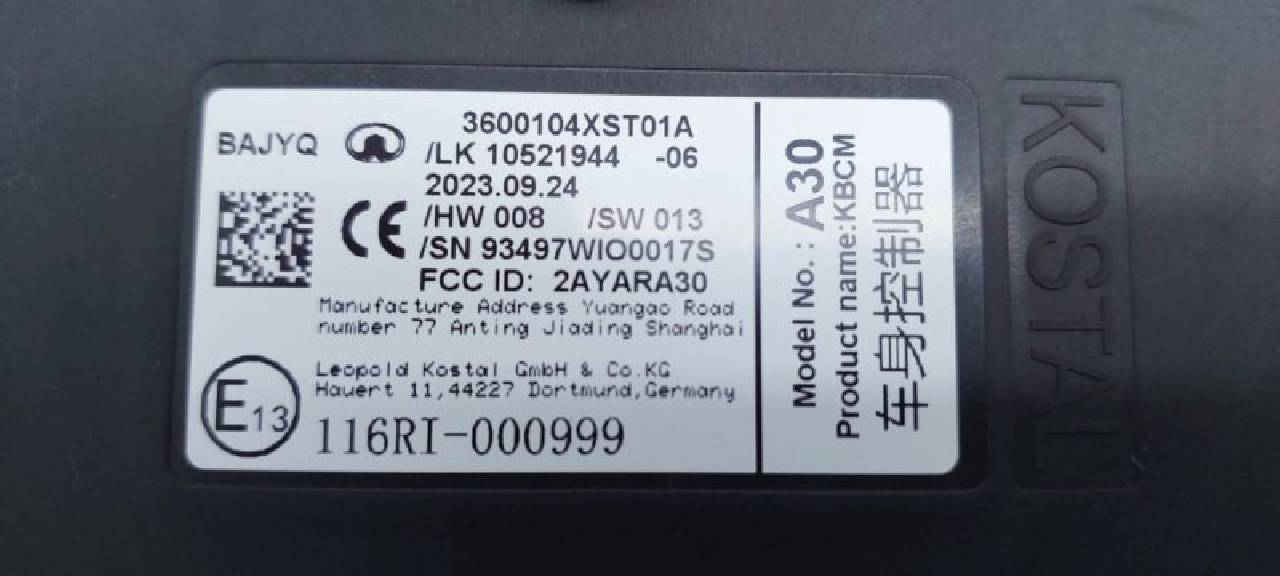 BAJYQ
3600104XST01A
/LK 10521944 -06
2023.09.24
/HW 008 /SW 013
/SN 93497WIO0017S
FCC ID: 2AYARA30
Manufacture Address Yuangao Road
number 77 Anting Jiading Shanghai
Leopold Kostal GmbH & Co.KG
Hauert 11,44227 Dortmund,Germany
E13
116RI-000999
CE
Model No.: A30
Product name:KBCM
车身控制器
KOSTAL